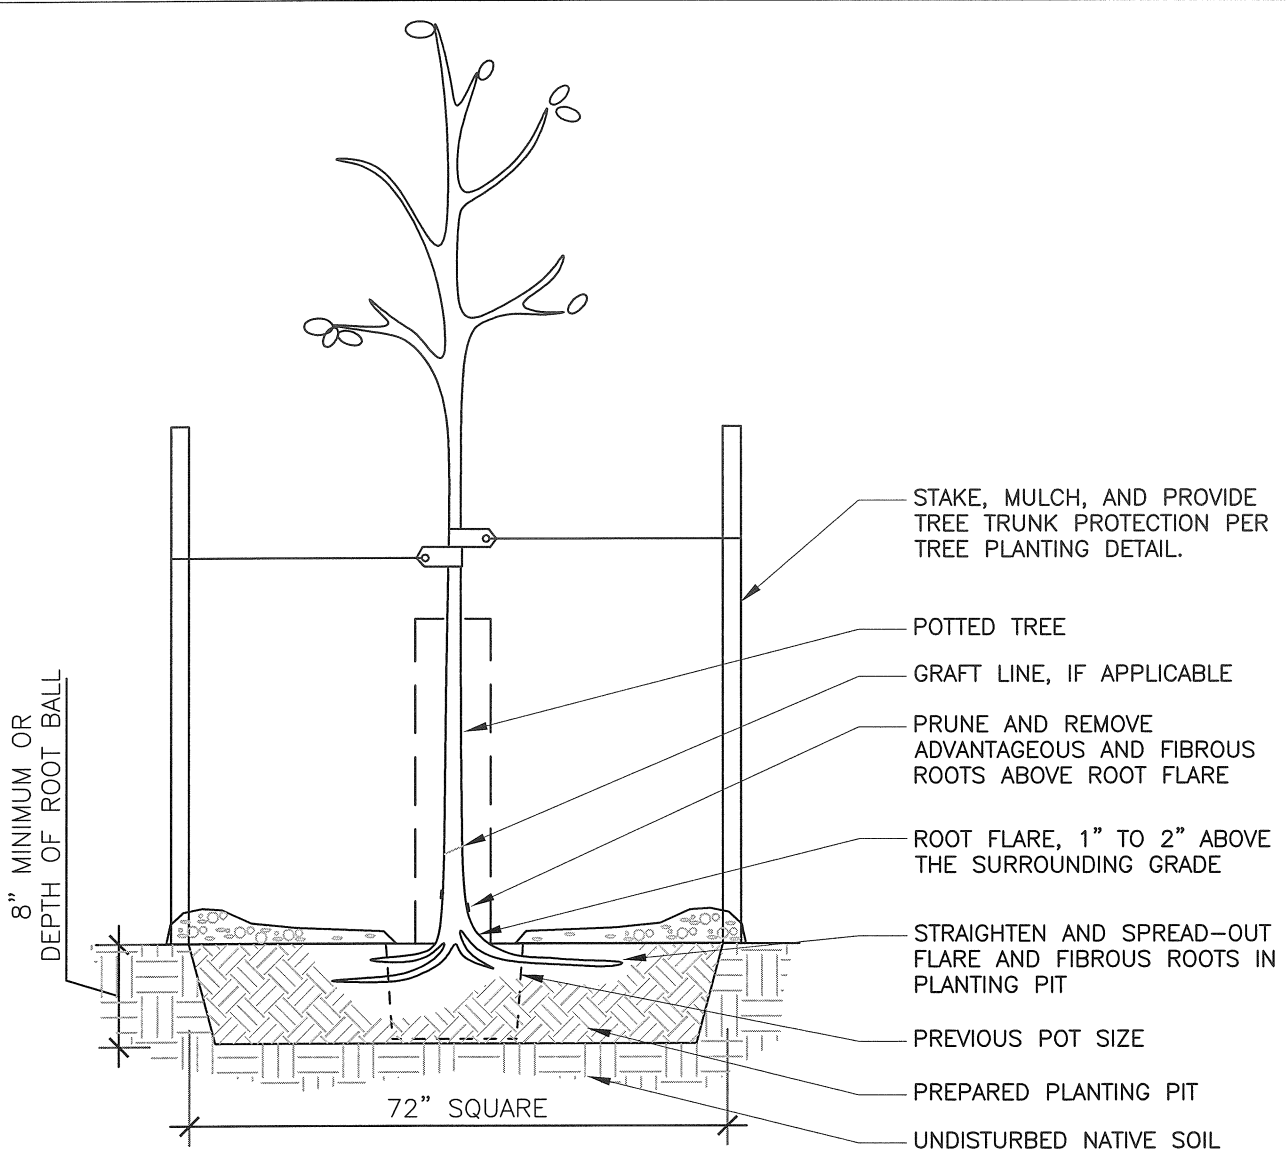 STAKE, MULCH, AND PROVIDE
TREE TRUNK PROTECTION PER
TREE PLANTING DETAIL.
POTTED TREE
GRAFT LINE, IF APPLICABLE
PRUNE AND REMOVE
ADVANTAGEOUS AND FIBROUS
ROOTS ABOVE ROOT FLARE
ROOT FLARE, 1” TO 2” ABOVE
THE SURROUNDING GRADE
STRAIGHTEN AND SPREAD–OUT
FLARE AND FIBROUS ROOTS IN
PLANTING PIT
PREVIOUS POT SIZE
PREPARED PLANTING PIT
UNDISTURBED NATIVE SOIL
8” MINIMUM OR
DEPTH OF ROOT BALL
72” SQUARE